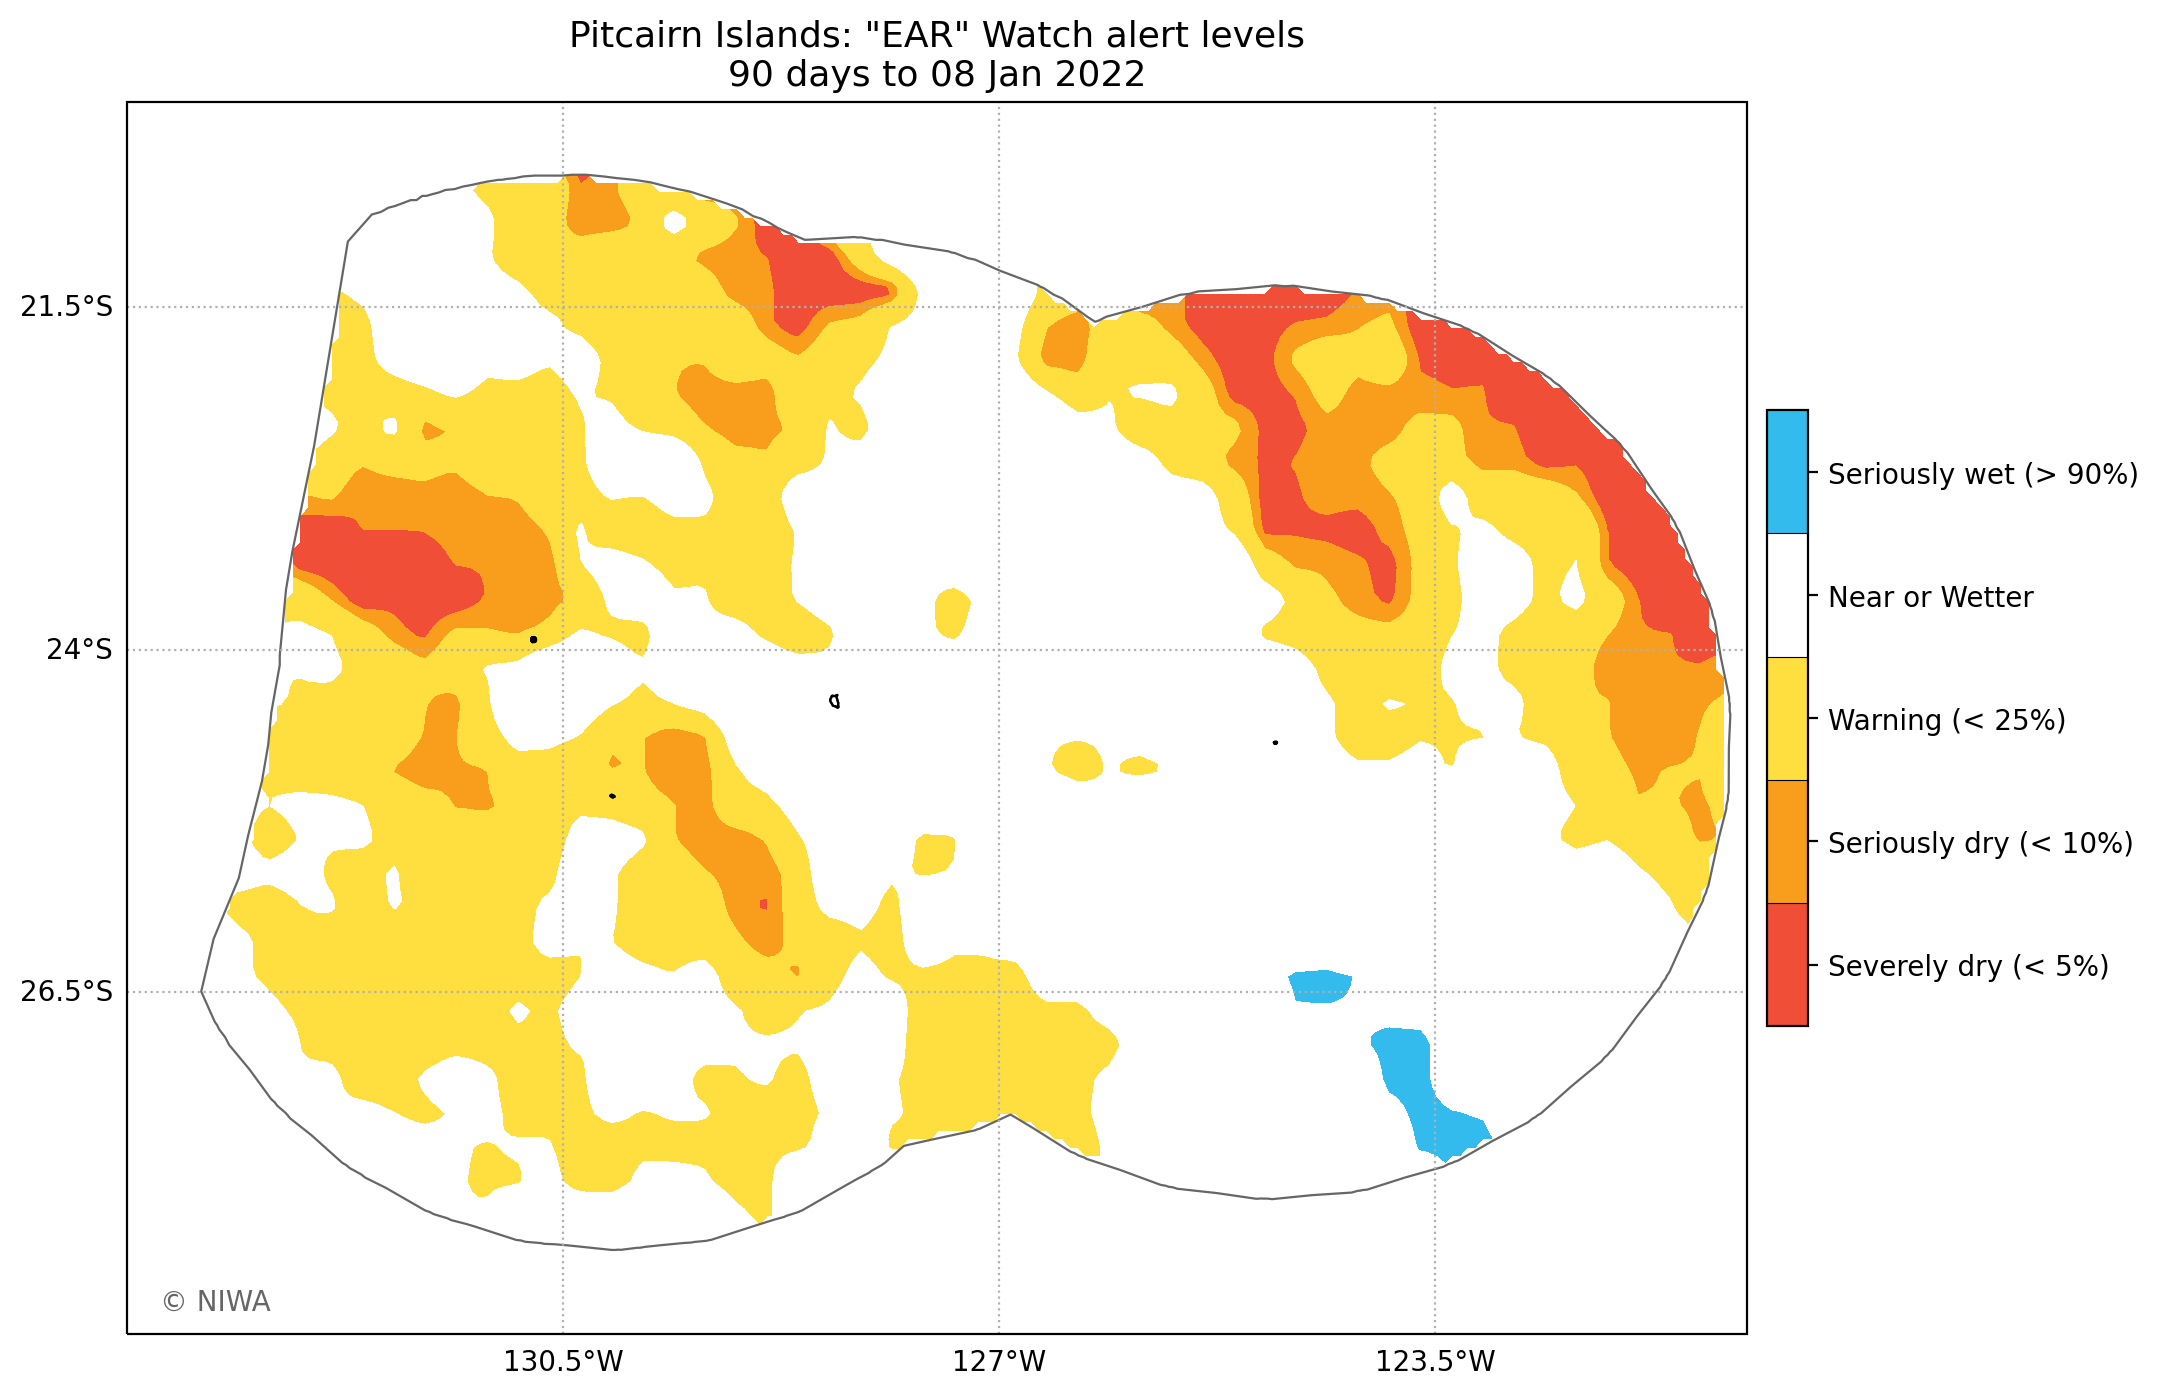 Pitcairn Islands: "EAR" Watch alert levels
90 days to 08 Jan 2022
21.5°S
24°S
26.5°S
130.5°W
127°W
123.5°W
Seriously wet (> 90%)
Near or Wetter
Warning (< 25%)
Seriously dry (< 10%)
Severely dry (< 5%)
© NIWA